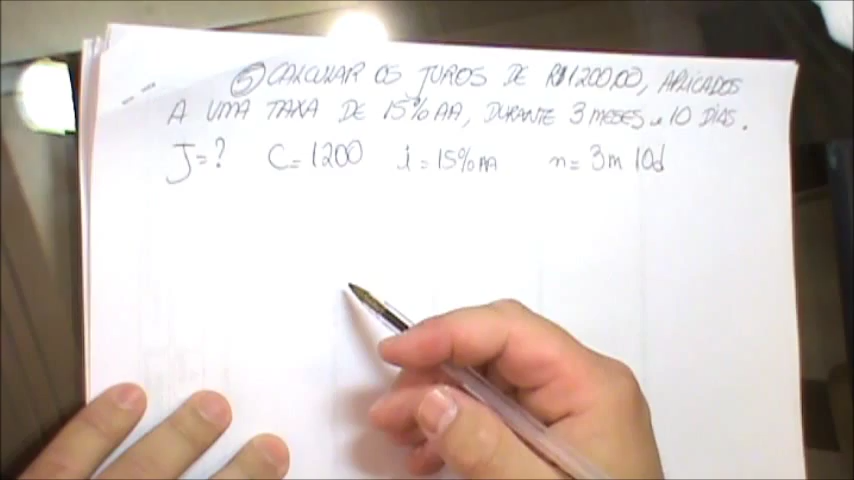 ⑤ CALCULAR OS JUROS DE R$1200,00, APLICADOS
A UMA TAXA DE 15% AA, DURANTE 3 MESES e 10 DIAS.
J=? C=1200 i=15% AA n=3m 10d